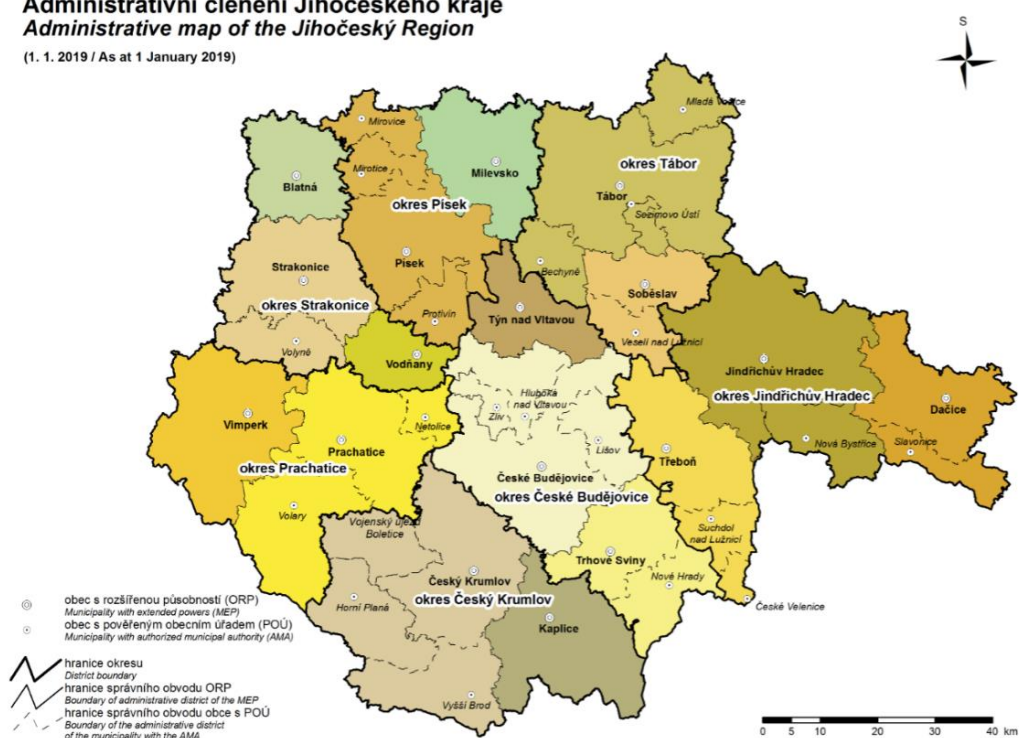 Administrativní členění Jihočeského kraje
Administrative map of the Jihočeský Region
(1. 1. 2019 / As at 1 January 2019)
S
Mladá Vožice
Mirovice
okres Tábor
Milevsko
Mirotice
Blatná
Tábor
okres Písek
Sezimovo Ústí
Písek
Strakonice
Bechyně
Soběslav
okres Strakonice
Protivín
Týn nad Vltavou
Veselí nad Lužnicí
Volyně
Vodňany
Jindřichův Hradec
Hluboká
nad Vltavou
okres Jindřichův Hradec
Dačice
Zliv
Netolice
Vimperk
Nová Bystřice
Slavonice
Prachatice
Lišov
Třeboň
okres Prachatice
České Budějovice
okres České Budějovice
Volary
Vojenský újezd
Boletice
Suchdol
nad Lužnicí
Trhové Sviny
Český Krumlov
Nové Hrady
okres Český Krumlov
Horní Planá
České Velenice
Kaplice
Vyšší Brod
obec s rozšířenou působností (ORP)
Municipality with extended powers (MEP)
obec s pověřeným obecním úřadem (POÚ)
Municipality with authorized municipal authority (AMA)
hranice okresu
District boundary
hranice správního obvodu ORP
Boundary of administrative district of the MEP
hranice správního obvodu obce s POÚ
Boundary of the administrative district
of the municipality with the AMA
0 5 10 20 30 40 km